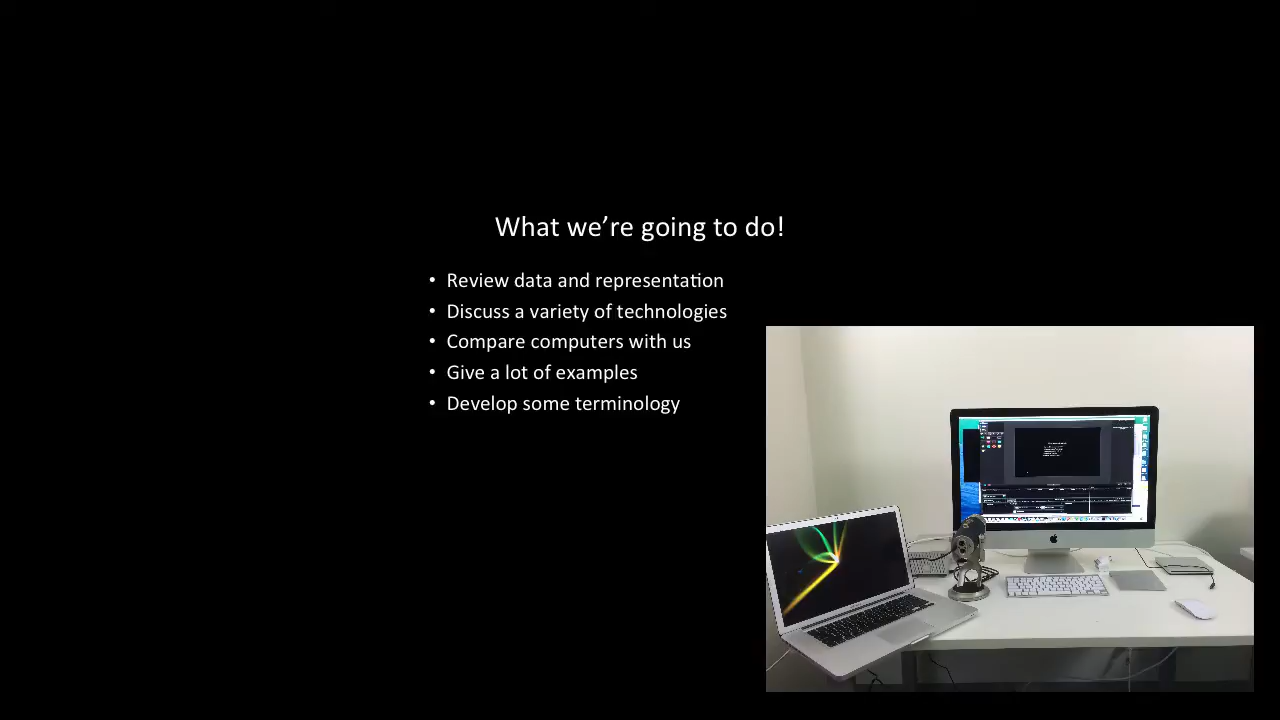 What we’re going to do!
• Review data and representation
• Discuss a variety of technologies
• Compare computers with us
• Give a lot of examples
• Develop some terminology